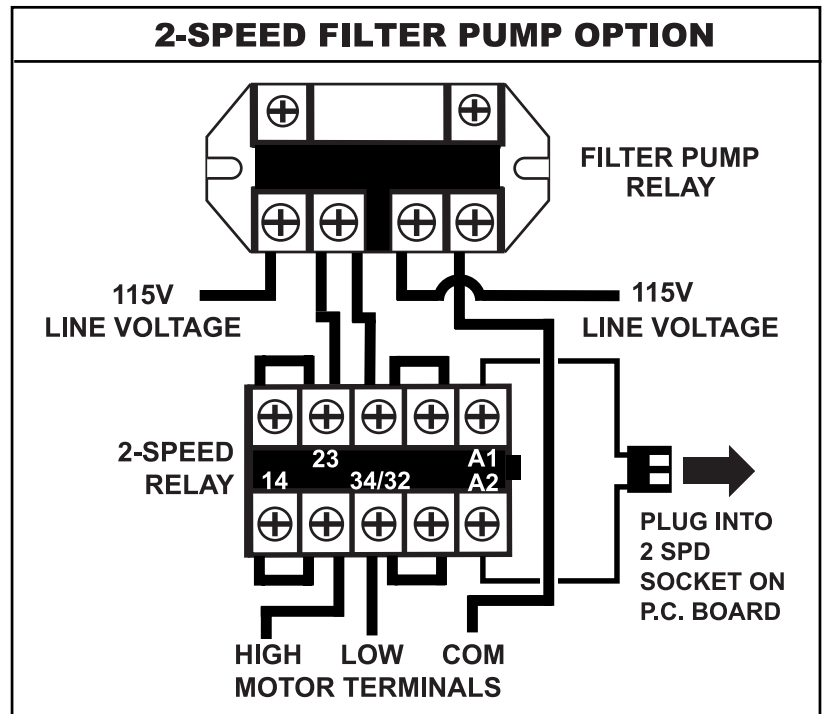 2-SPEED FILTER PUMP OPTION
FILTER PUMP
RELAY
115V
LINE VOLTAGE
115V
LINE VOLTAGE
2-SPEED
RELAY
23
A1
14
34/32
A2
PLUG INTO
2 SPD
SOCKET ON
P.C. BOARD
HIGH LOW COM
MOTOR TERMINALS